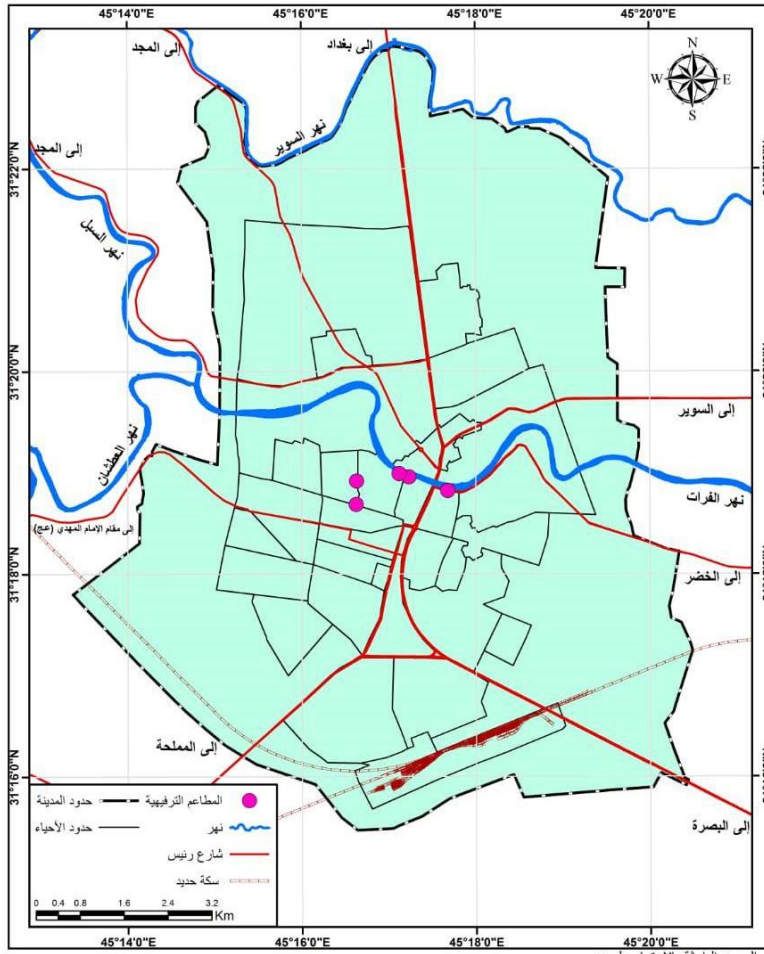 45°14'0"E 45°16'0"E 45°18'0"E 45°20'0"E
إلى المجد
إلى بغداد
N
W E
S
نهر السوير
إلى المجد
31°22'0"N
نهر السبل
31°20'0"N
إلى السوير
نهر العطشان
نهر الفرات
إلى مقام الامام المهدي (عج)
31°18'0"N
إلى الخضر
إلى المملحة
31°16'0"N
إلى البصرة
المطاعم الترفيهية
حدود المدينة
نهر
حدود الأحياء
شارع رئيس
سكة حديد
0 0.4 0.8 1.6 2.4 3.2
Km
45°14'0"E 45°16'0"E 45°18'0"E 45°20'0"E